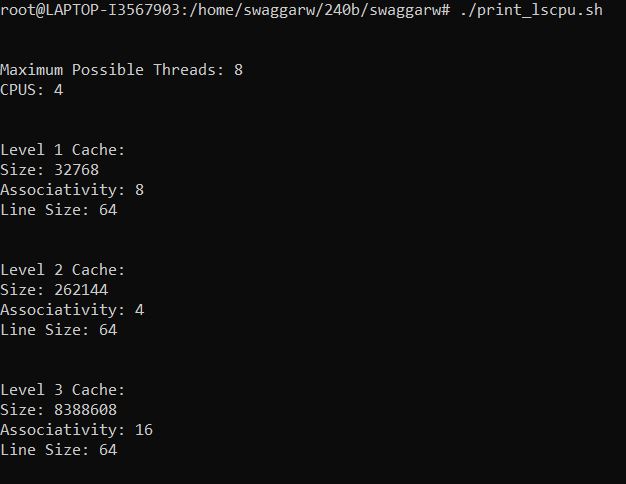 root@LAPTOP-I3567903:/home/swaggarw/240b/swaggarw# ./print_lscpu.sh
Maximum Possible Threads: 8
CPUS: 4
Level 1 Cache:
Size: 32768
Associativity: 8
Line Size: 64
Level 2 Cache:
Size: 262144
Associativity: 4
Line Size: 64
Level 3 Cache:
Size: 8388608
Associativity: 16
Line Size: 64